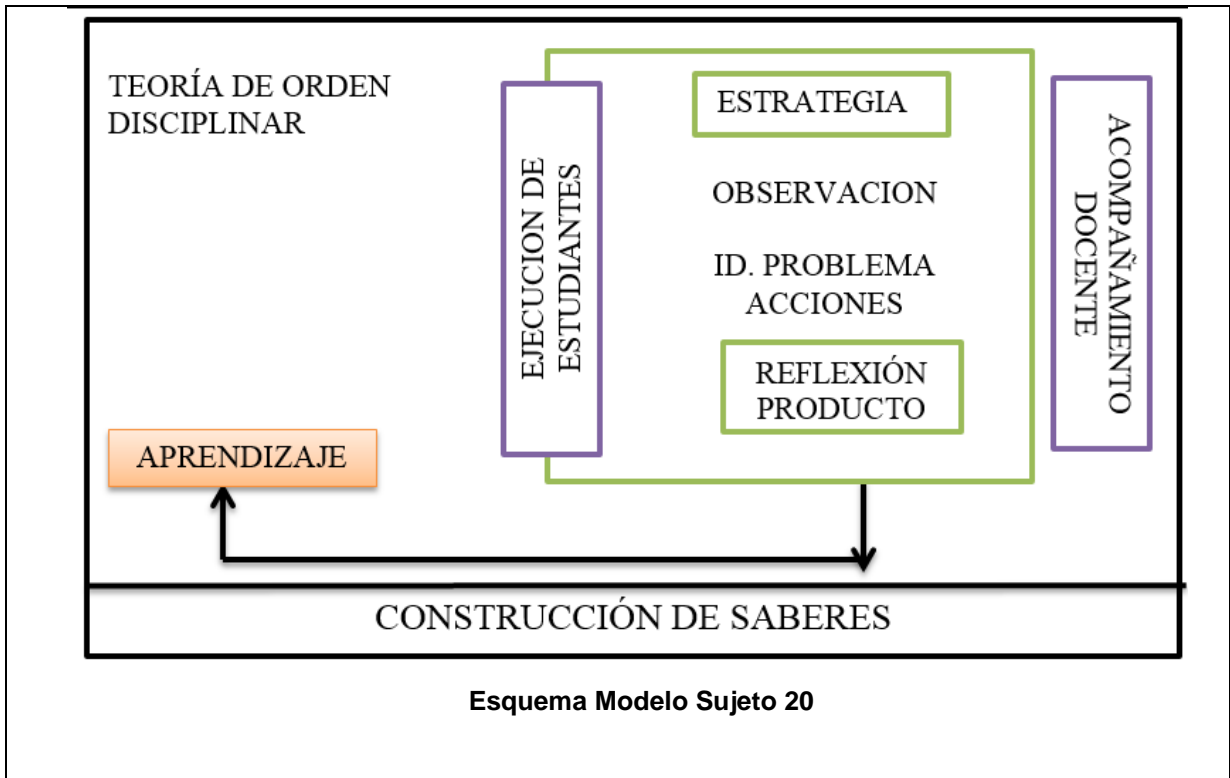 TEORÍA DE ORDEN
DISCIPLINAR
EJECUCION DE
ESTUDIANTES
ESTRATEGIA
OBSERVACION
ID. PROBLEMA
ACCIONES
REFLEXIÓN
PRODUCTO
ACOMPAÑAMIENTO
DOCENTE
APRENDIZAJE
CONSTRUCCIÓN DE SABERES
Esquema Modelo Sujeto 20